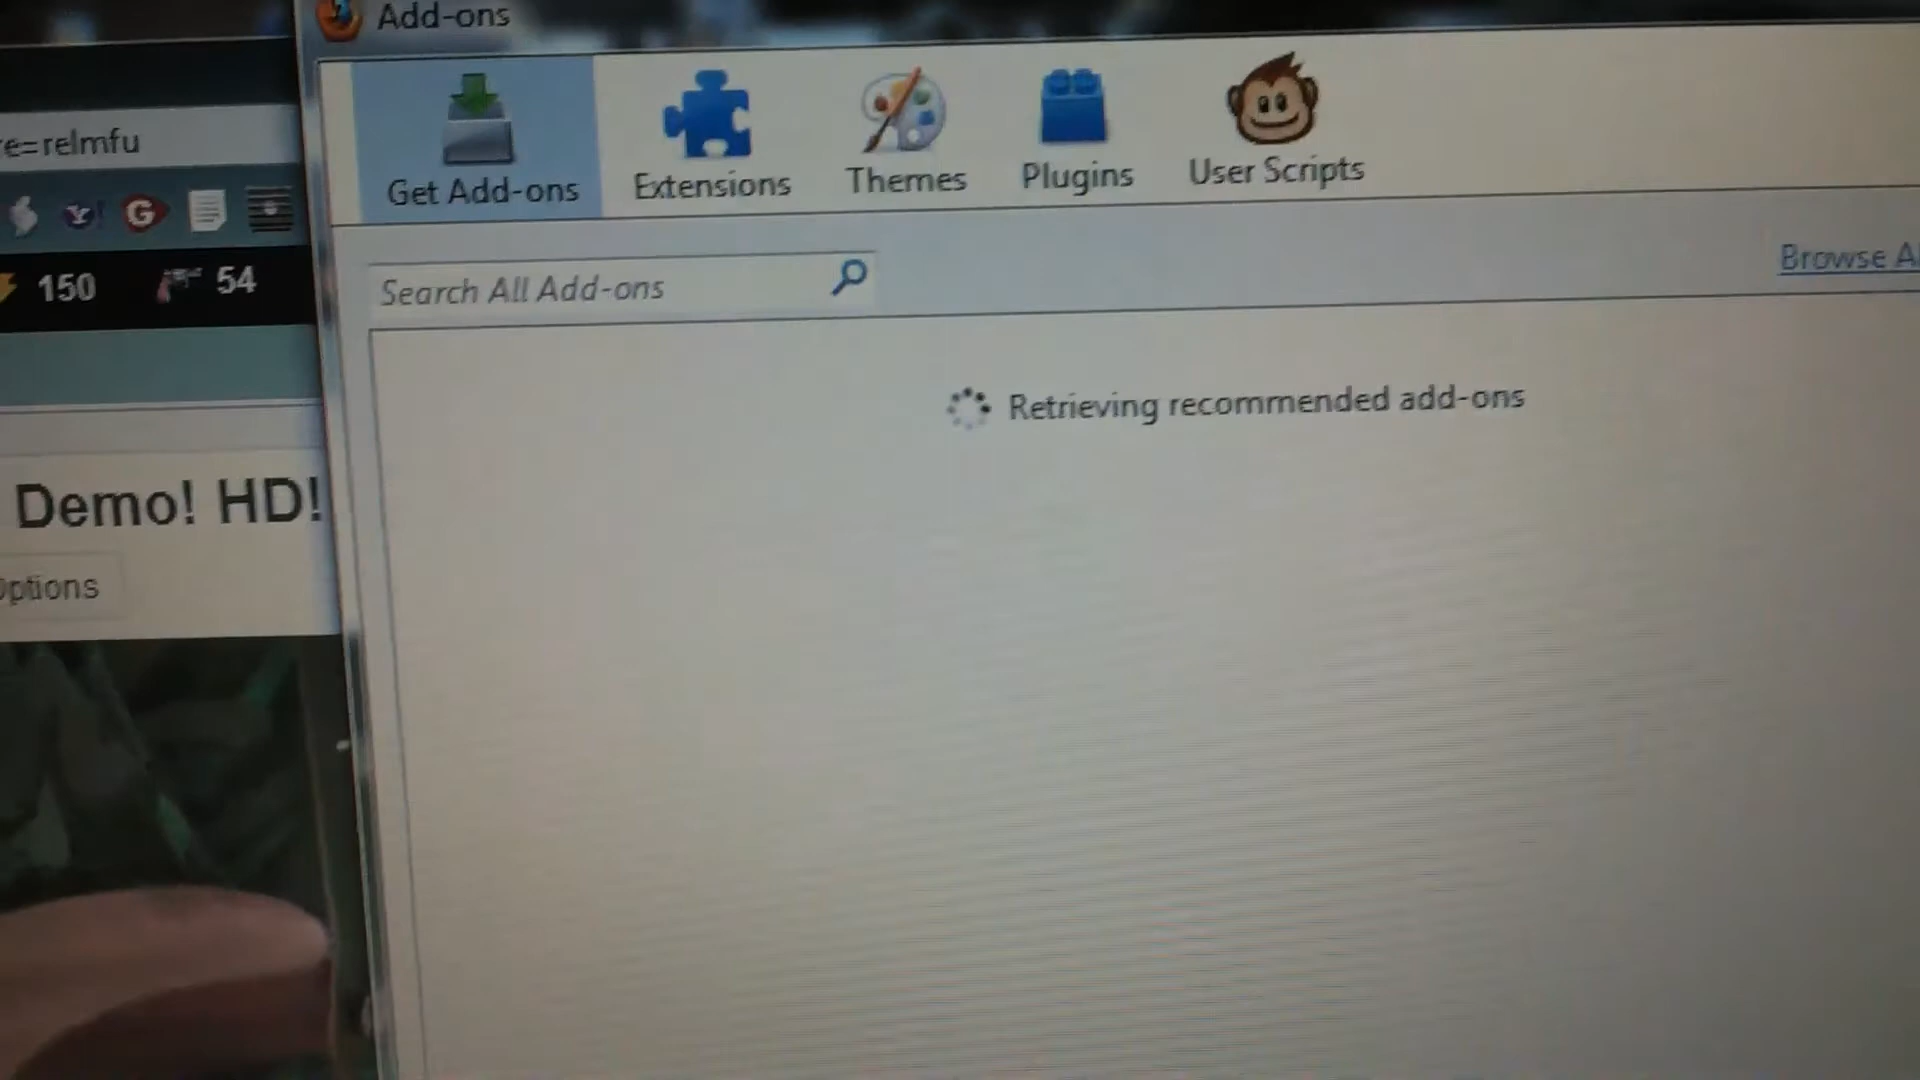 Add-ons
Get Add-ons
Extensions
Themes
Plugins
User Scripts
Search All Add-ons
Browse
Retrieving recommended add-ons
e=relmfu
Y!
G
150
54
Demo! HD!
Options